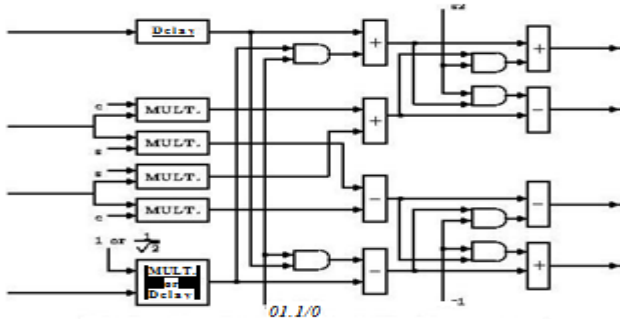 Delay
+
+
c
MULT.
+
−
MULT.
s
s
MULT.
−
−
MULT.
c
1 or 1/√2
MULT.
or
Delay
−
+
01.1/0
−1